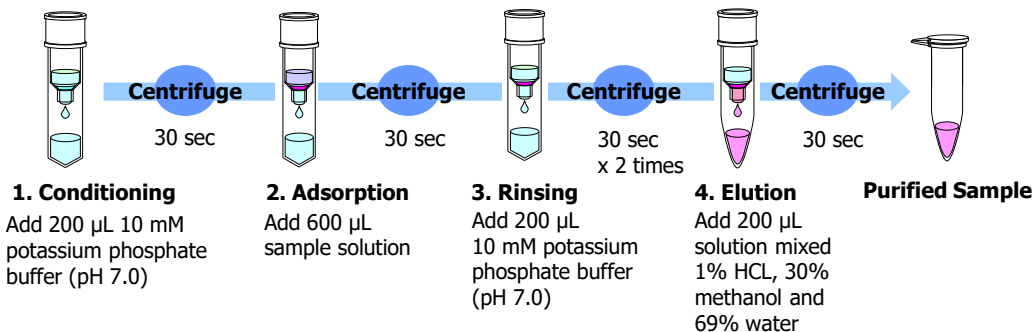 Centrifuge
Centrifuge
Centrifuge
Centrifuge
30 sec
30 sec
30 sec
x 2 times
30 sec
1. Conditioning
Add 200 µL 10 mM
potassium phosphate
buffer (pH 7.0)
2. Adsorption
Add 600 µL
sample solution
3. Rinsing
Add 200 µL
10 mM potassium
phosphate buffer
(pH 7.0)
4. Elution
Add 200 µL
solution mixed
1% HCL, 30%
methanol and
69% water
Purified Sample